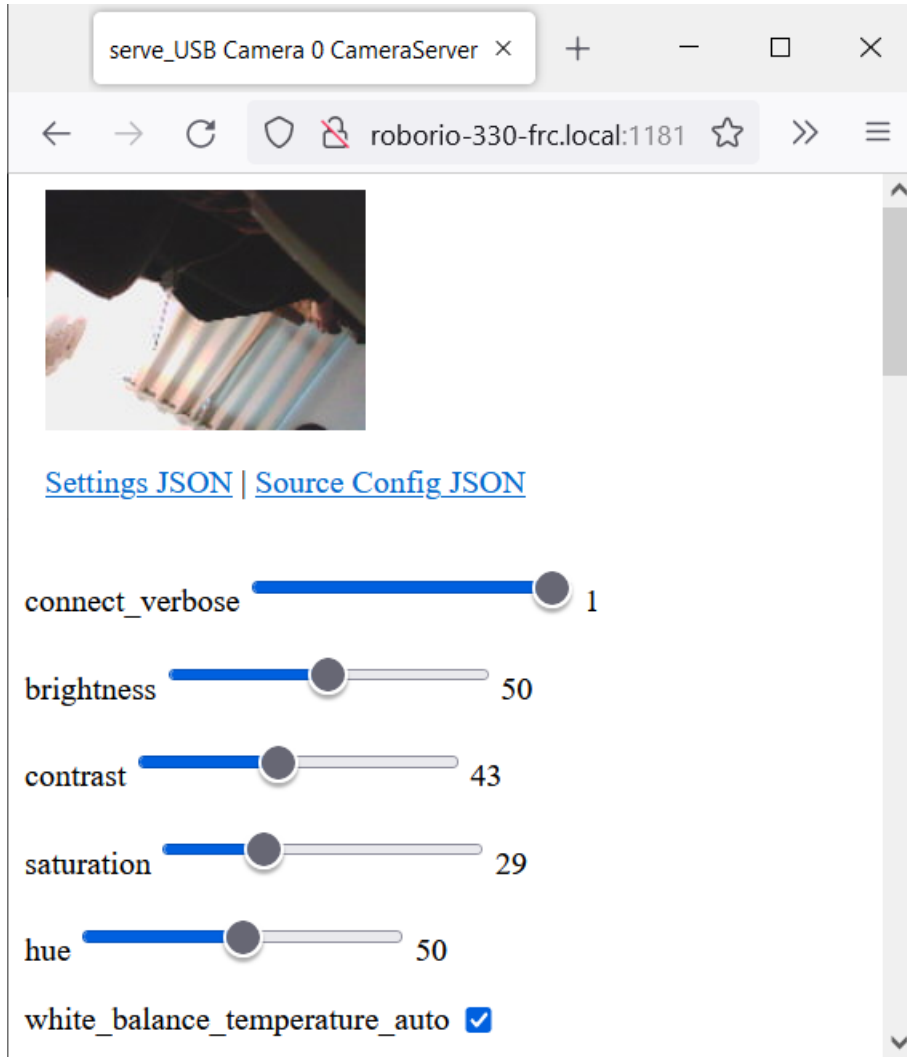 serve_USB Camera 0 CameraServer
roborio-330-frc.local:1181
Settings JSON | Source Config JSON
connect_verbose 1
brightness 50
contrast 43
saturation 29
hue 50
white_balance_temperature_auto